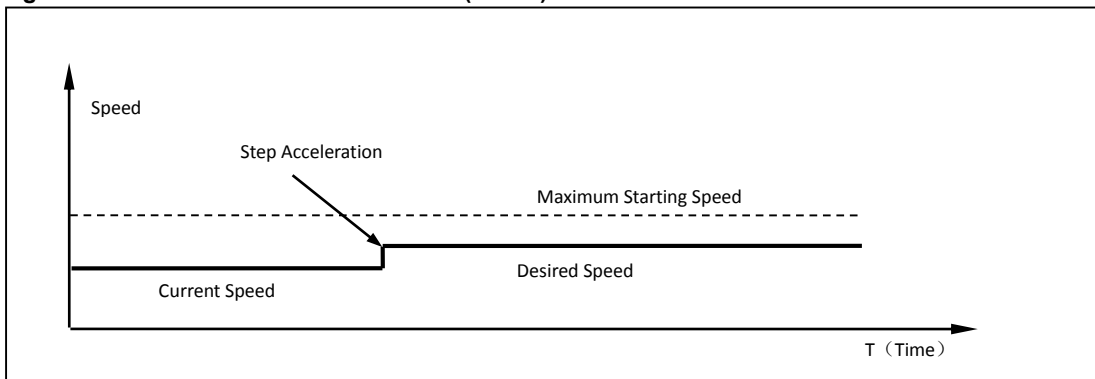 Speed
Step Acceleration
Maximum Starting Speed
Desired Speed
Current Speed
T（Time）